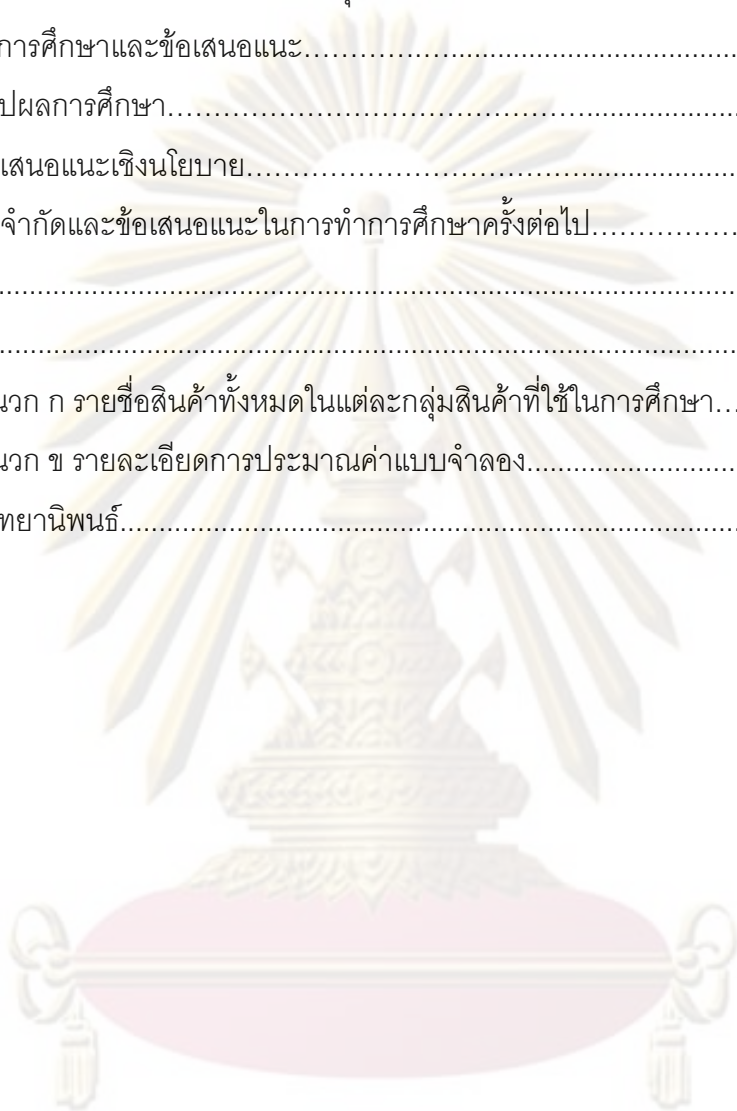 การศึกษาและข้อเสนอแนะ……………......................................
ปผลการศึกษา……………………………………….......................
เสนอแนะเชิงนโยบาย…………………………………........................
จำกัดและข้อเสนอแนะในการทำการศึกษาครั้งต่อไป………………
................................................................................
................................................................................
นวก ก รายชื่อสินค้าทั้งหมดในแต่ละกลุ่มสินค้าที่ใช้ในการศึกษา…
นวก ข รายละเอียดการประมาณค่าแบบจำลอง................................
ทยานิพนธ์....................................................................